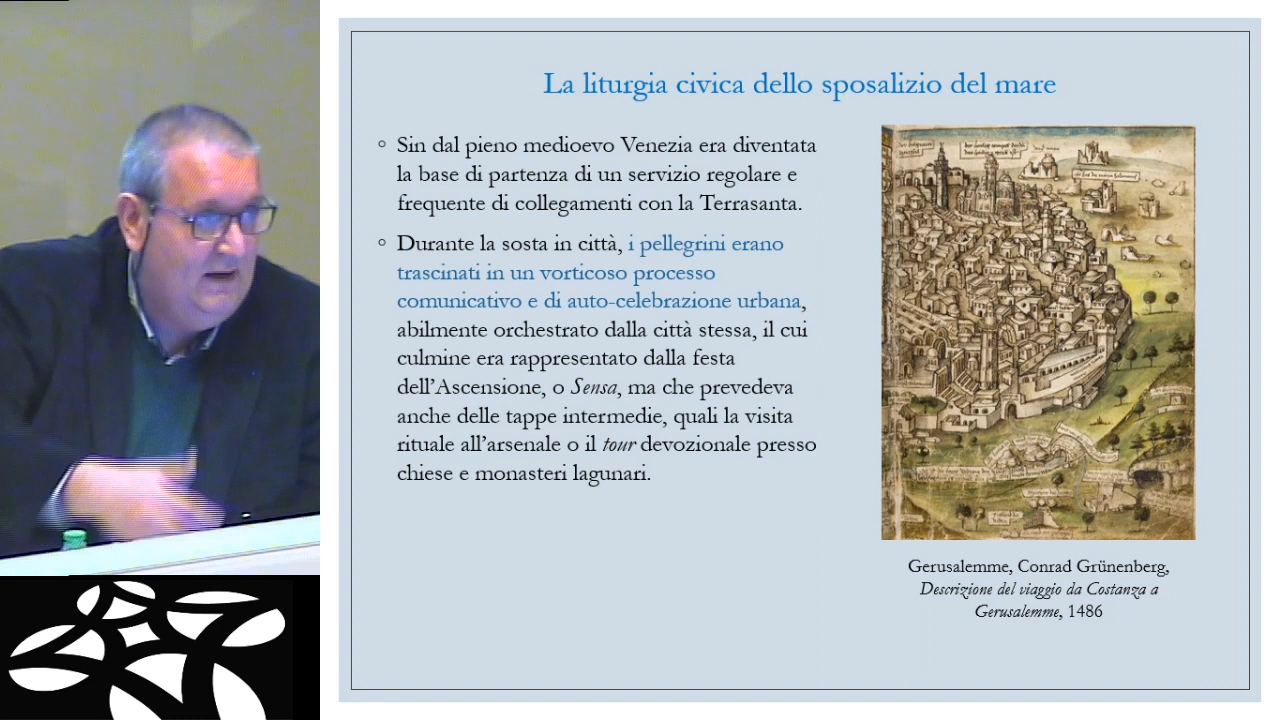 La liturgia civica dello sposalizio del mare
◦ Sin dal pieno medioevo Venezia era diventata
la base di partenza di un servizio regolare e
frequente di collegamenti con la Terrasanta.
◦ Durante la sosta in città, i pellegrini erano
trascinati in un vorticoso processo
comunicativo e di auto-celebrazione urbana,
abilmente orchestrato dalla città stessa, il cui
culmine era rappresentato dalla festa
dell’Ascensione, o Sensa, ma che prevedeva
anche delle tappe intermedie, quali la visita
rituale all’arsenale o il tour devozionale presso
chiese e monasteri lagunari.
Gerusalemme, Conrad Grünenberg,
Descrizione del viaggio da Costanza a
Gerusalemme, 1486